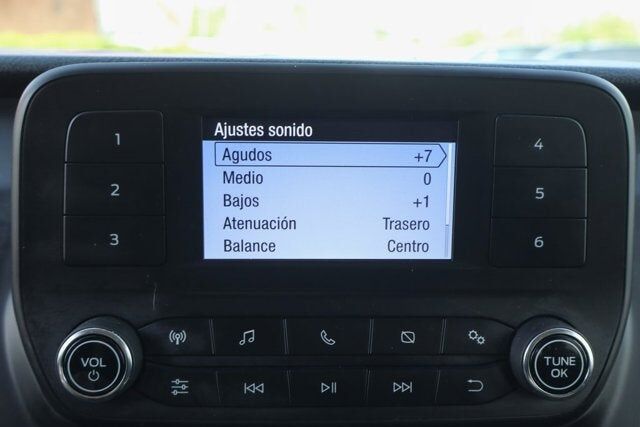 Ajustes sonido
Agudos +7
Medio 0
Bajos +1
Atenuación Trasero
Balance Centro
1
2
3
4
5
6
VOL
TUNE
OK